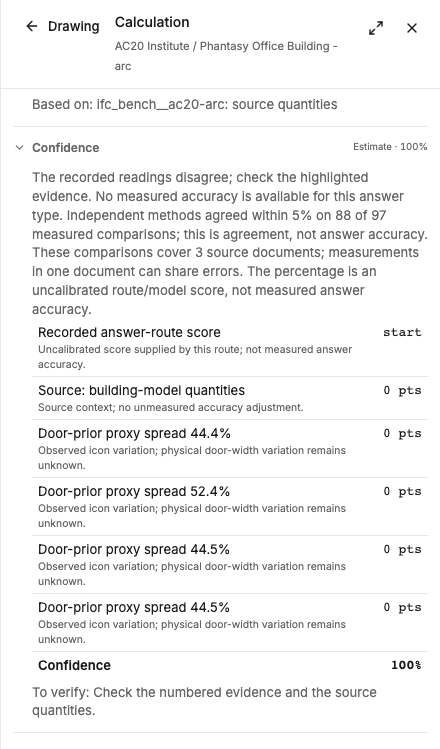 ← Drawing
Calculation
AC20 Institute / Phantasy Office Building -
arc
Based on: ifc_bench__ac20-arc: source quantities
Confidence
Estimate · 100%
The recorded readings disagree; check the highlighted
evidence. No measured accuracy is available for this answer
type. Independent methods agreed within 5% on 88 of 97
measured comparisons; this is agreement, not answer accuracy.
These comparisons cover 3 source documents; measurements
in one document can share errors. The percentage is an
uncalibrated route/model score, not measured answer
accuracy.
Recorded answer-route score start
Uncalibrated score supplied by this route; not measured answer
accuracy.
Source: building-model quantities 0 pts
Source context; no unmeasured accuracy adjustment.
Door-prior proxy spread 44.4% 0 pts
Observed icon variation; physical door-width variation remains
unknown.
Door-prior proxy spread 52.4% 0 pts
Observed icon variation; physical door-width variation remains
unknown.
Door-prior proxy spread 44.5% 0 pts
Observed icon variation; physical door-width variation remains
unknown.
Door-prior proxy spread 44.5% 0 pts
Observed icon variation; physical door-width variation remains
unknown.
Confidence 100%
To verify: Check the numbered evidence and the source
quantities.